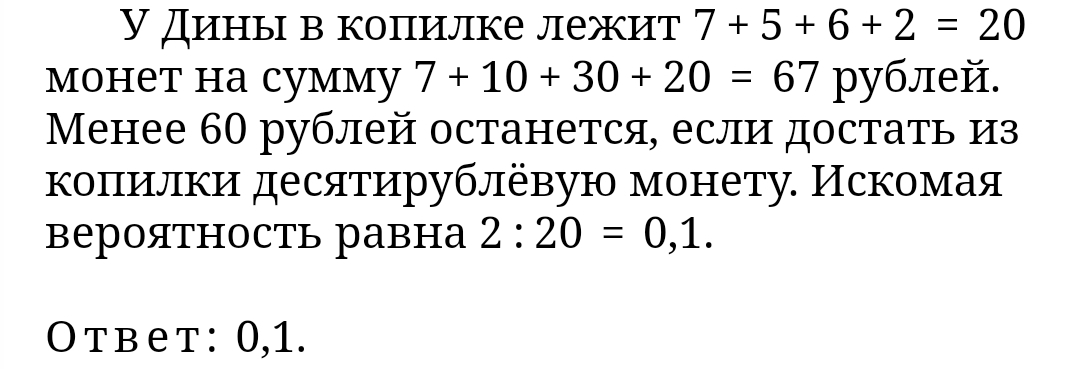 У Дины в копилке лежит 7 + 5 + 6 + 2 = 20
монет на сумму 7 + 10 + 30 + 20 = 67 рублей.
Менее 60 рублей останется, если достать из
копилки десятирублёвую монету. Искомая
вероятность равна 2 : 20 = 0,1.
Ответ: 0,1.